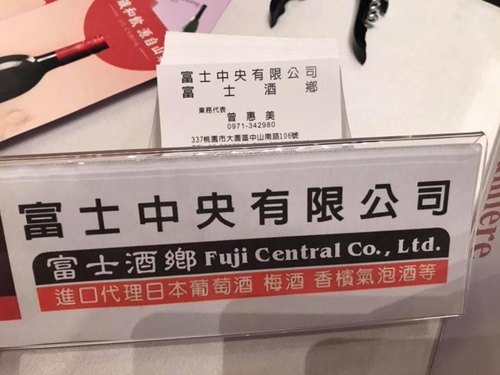 富士中央有限公司
富士酒鄉
業務代表
曾惠美
0971-342980
337桃園市大園區中山南路106號
富士中央有限公司
富士酒鄉 Fuji Central Co., Ltd.
進口代理日本葡萄酒 梅酒 香檳氣泡酒等